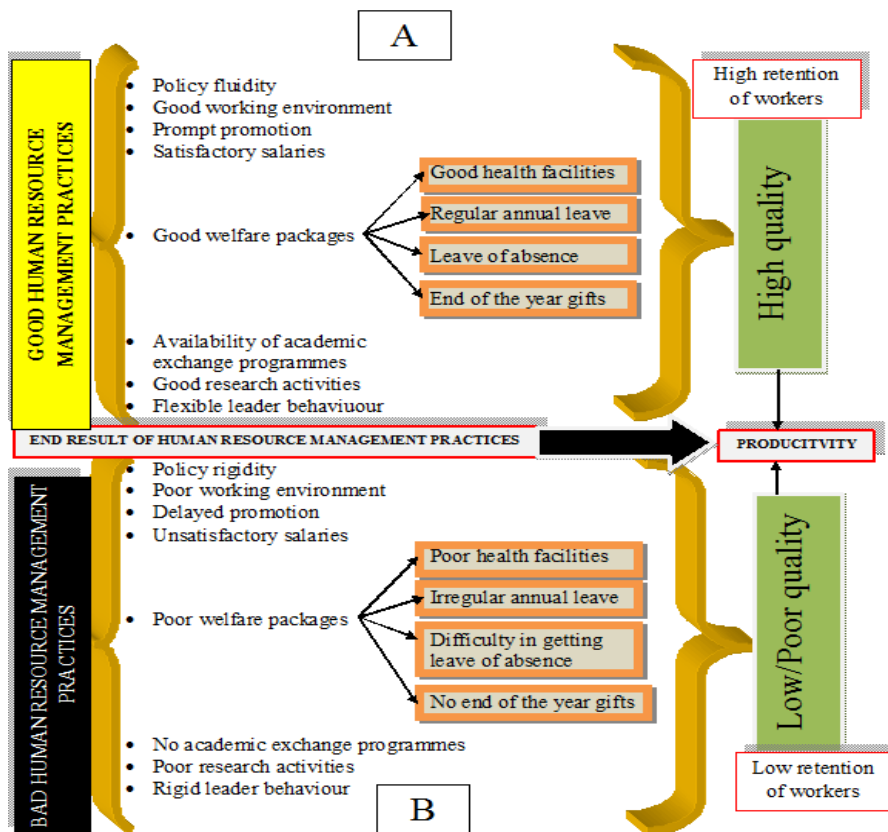 A
GOOD HUMAN RESOURCE
MANAGEMENT PRACTICES
• Policy fluidity
• Good working environment
• Prompt promotion
• Satisfactory salaries
• Good welfare packages
Good health facilities
Regular annual leave
Leave of absence
End of the year gifts
• Availability of academic
exchange programmes
• Good research activities
• Flexible leader behaviuour
High retention
of workers
High quality
END RESULT OF HUMAN RESOURCE MANAGEMENT PRACTICES
PRODUCITVITY
BAD HUMAN RESOURCE MANAGEMENT
PRACTICES
• Policy rigidity
• Poor working environment
• Delayed promotion
• Unsatisfactory salaries
• Poor welfare packages
Poor health facilities
Irregular annual leave
Difficulty in getting
leave of absence
No end of the year gifts
• No academic exchange programmes
• Poor research activities
• Rigid leader behaviour
Low/Poor quality
Low retention
of workers
B